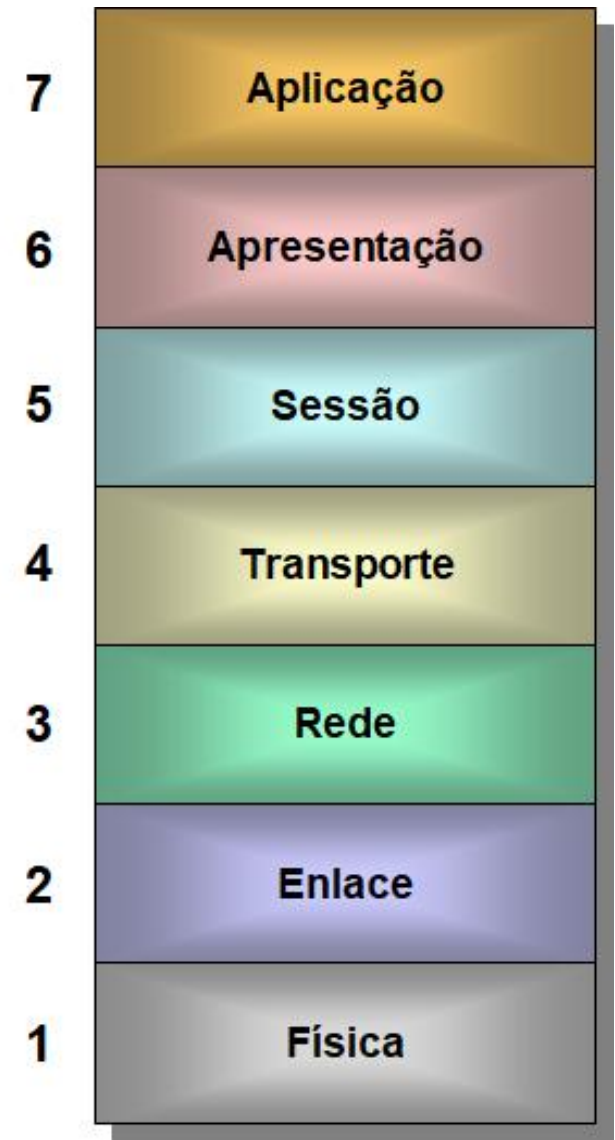 7 Aplicação
6 Apresentação
5 Sessão
4 Transporte
3 Rede
2 Enlace
1 Física